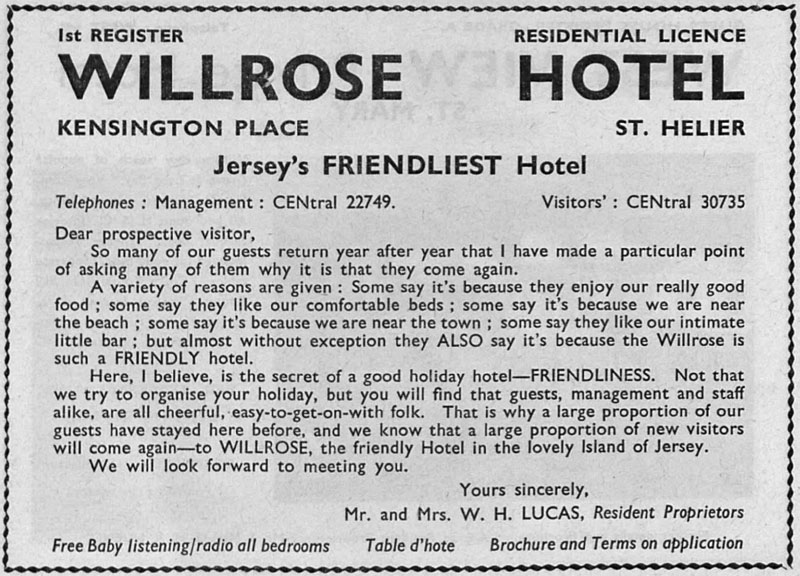 1st REGISTER RESIDENTIAL LICENCE
WILLROSE HOTEL
KENSINGTON PLACE ST. HELIER
Jersey's FRIENDLIEST Hotel
Telephones : Management : CENtral 22749. Visitors' : CENtral 30735
Dear prospective visitor,
So many of our guests return year after year that I have made a particular point
of asking many of them why it is that they come again.
A variety of reasons are given : Some say it's because they enjoy our really good
food ; some say they like our comfortable beds ; some say it's because we are near
the beach ; some say it's because we are near the town ; some say they like our intimate
little bar ; but almost without exception they ALSO say it's because the Willrose is
such a FRIENDLY hotel.
Here, I believe, is the secret of a good holiday hotel—FRIENDLINESS. Not that
we try to organise your holiday, but you will find that guests, management and staff
alike, are all cheerful, easy-to-get-on-with folk. That is why a large proportion of our
guests have stayed here before, and we know that a large proportion of new visitors
will come again—to WILLROSE, the friendly Hotel in the lovely Island of Jersey.
We will look forward to meeting you.
Yours sincerely,
Mr. and Mrs. W. H. LUCAS, Resident Proprietors
Free Baby listening/radio all bedrooms Table d'hote Brochure and Terms on application